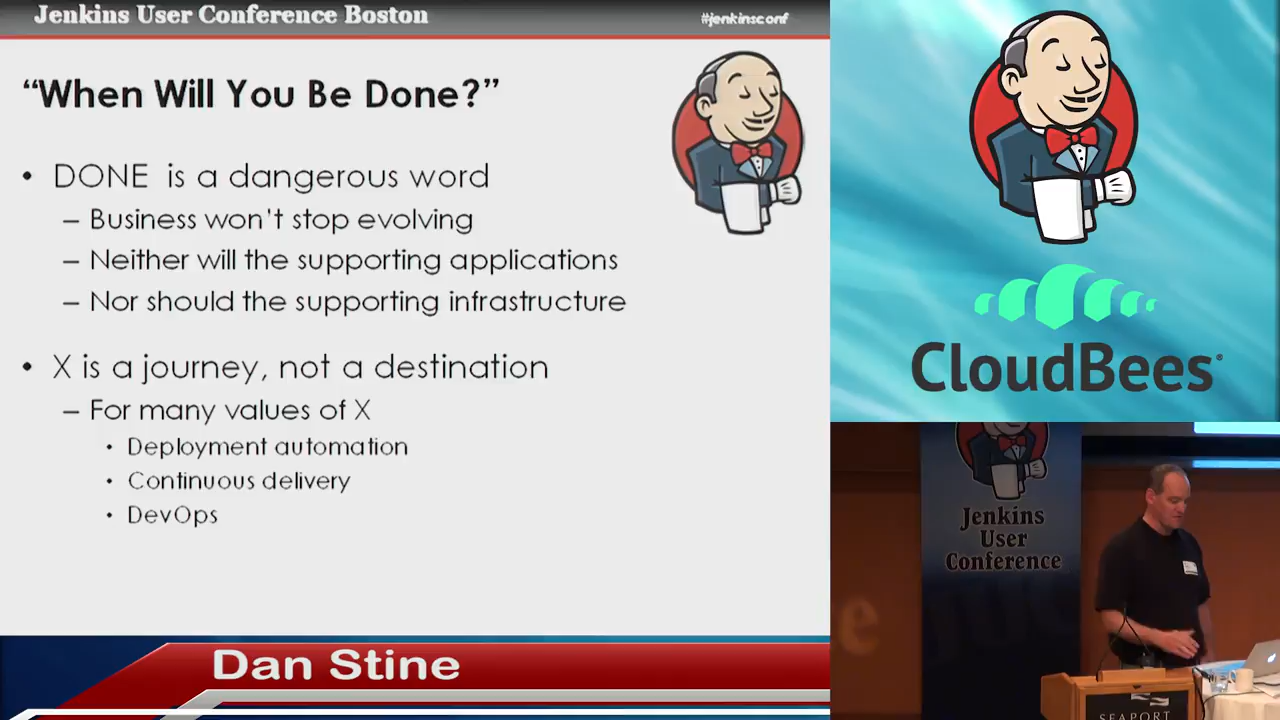 Jenkins User Conference Boston
#jenkinsconf
“When Will You Be Done?”
• DONE is a dangerous word
– Business won’t stop evolving
– Neither will the supporting applications
– Nor should the supporting infrastructure
• X is a journey, not a destination
– For many values of X
• Deployment automation
• Continuous delivery
• DevOps
CloudBees®
Jenkins
User
Conference
Dan Stine
SEAPORT